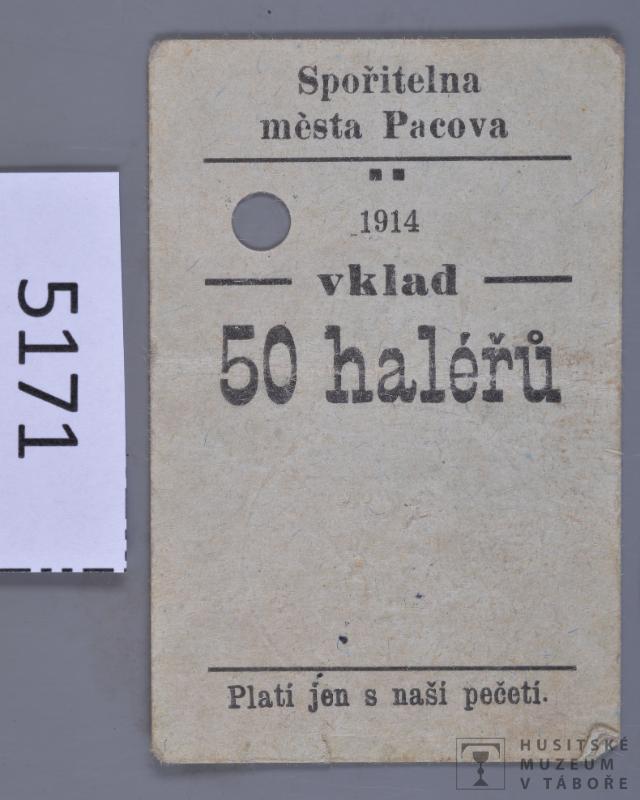 Spořitelna
města Pacova
1914
vklad
50 haléřů
Platí jen s naší pečetí.
5171
HUSITSKÉ
MUZEUM
V TÁBOŘE